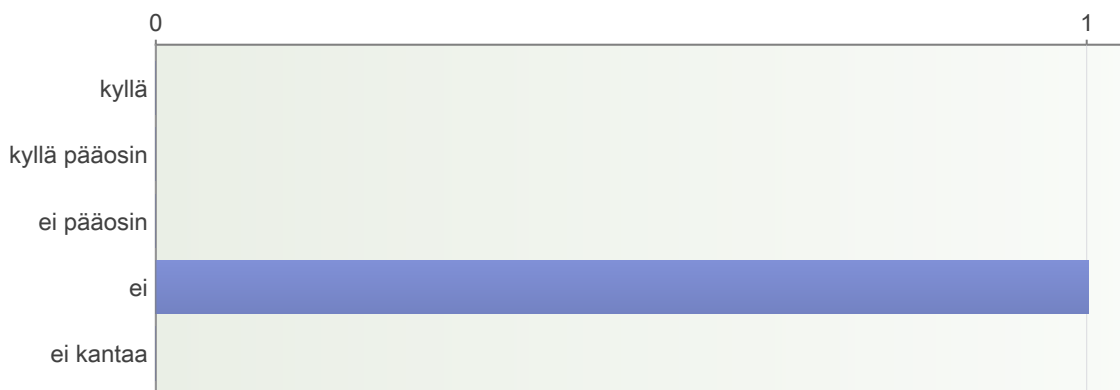 0 1
kyllä
kyllä pääosin
ei pääosin
ei
ei kantaa